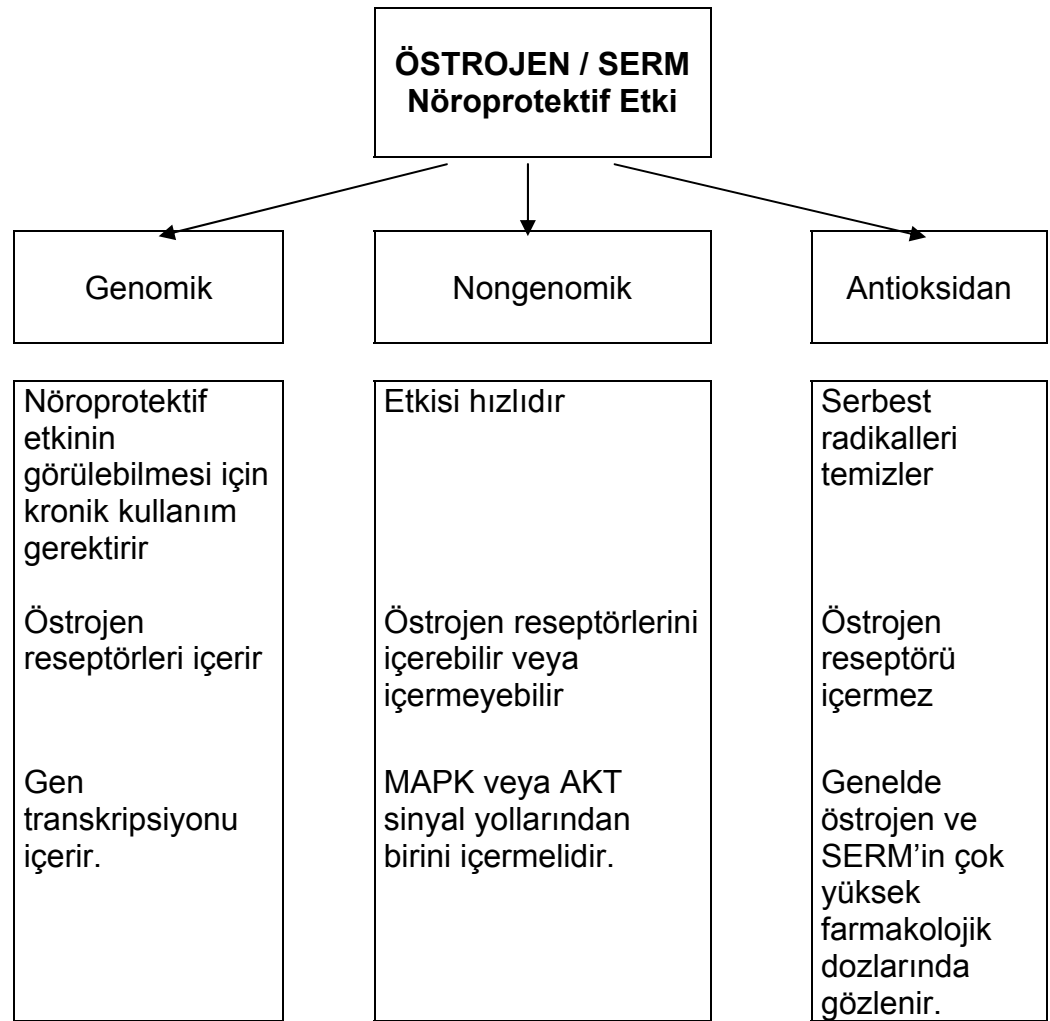 ÖSTROJEN / SERM
Nöroprotektif Etki
Genomik
Nongenomik
Antioksidan
Nöroprotektif
etkinin
görülebilmesi için
kronik kullanım
gerektirir
Östrojen
reseptörleri içerir
Gen
transkripsiyonu
içerir.
Etkisi hızlıdır
Östrojen reseptörlerini
içerebilir veya
içermeyebilir
MAPK veya AKT
sinyal yollarından
birini içermelidir.
Serbest
radikalleri
temizler
Östrojen
reseptörü
içermez
Genelde
östrojen ve
SERM’in çok
yüksek
farmakolojik
dozlarında
gözlenir.